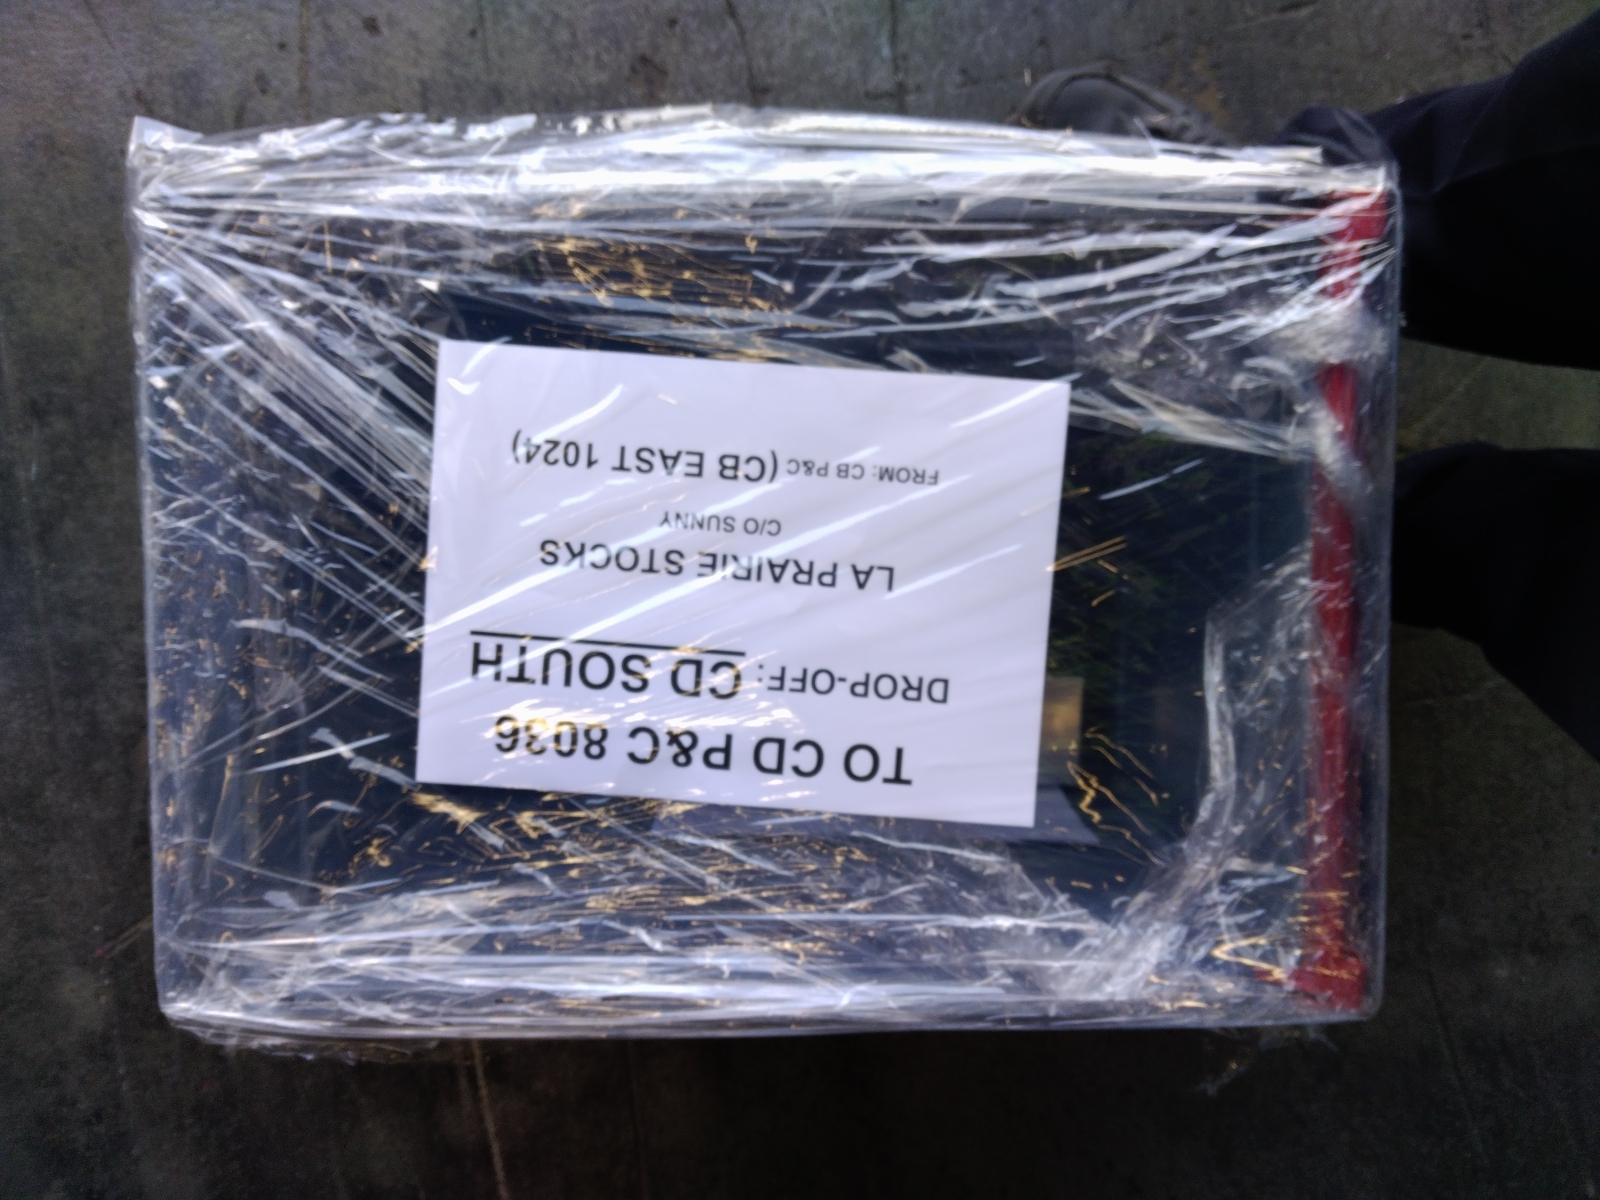 TO CD P&C 8036
DROP-OFF: CD SOUTH
LA PRAIRIE STOCKS
C/O SUNNY
FROM: CB P&C (CB EAST 1024)